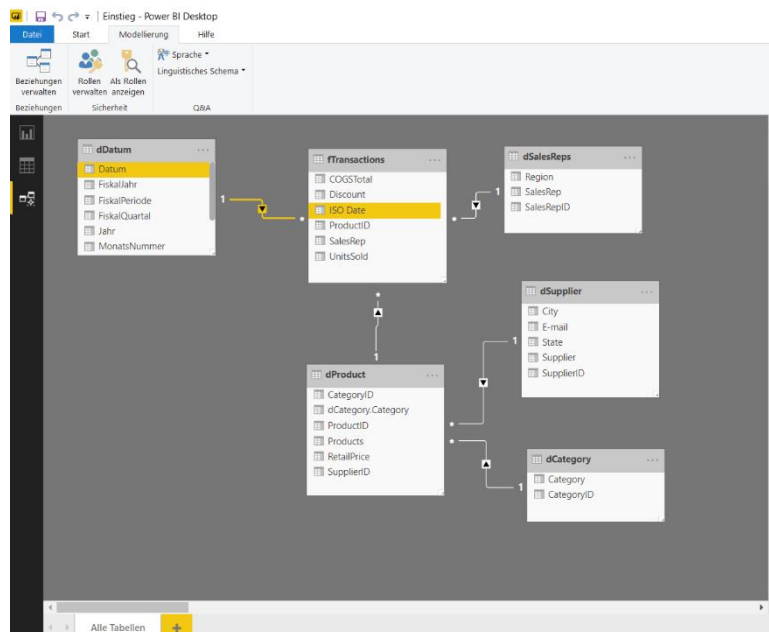 Einstieg - Power BI Desktop
Datei Start Modellierung Hilfe
Beziehungen verwalten
Rollen verwalten
Als Rollen anzeigen
Sprache
Linguistisches Schema
Beziehungen Sicherheit Q&A
dDatum
Datum
FiskalJahr
FiskalPeriode
FiskalQuartal
Jahr
MonatsNummer
1
*
fTransactions
COGSTotal
Discount
ISO Date
ProductID
SalesRep
UnitsSold
*
1
dSalesReps
Region
SalesRep
SalesRepID
*
1
dSupplier
City
E-mail
State
Supplier
SupplierID
1
dProduct
CategoryID
dCategory.Category
ProductID
Products
RetailPrice
SupplierID
*
*
dCategory
Category
CategoryID
1
Alle Tabellen +